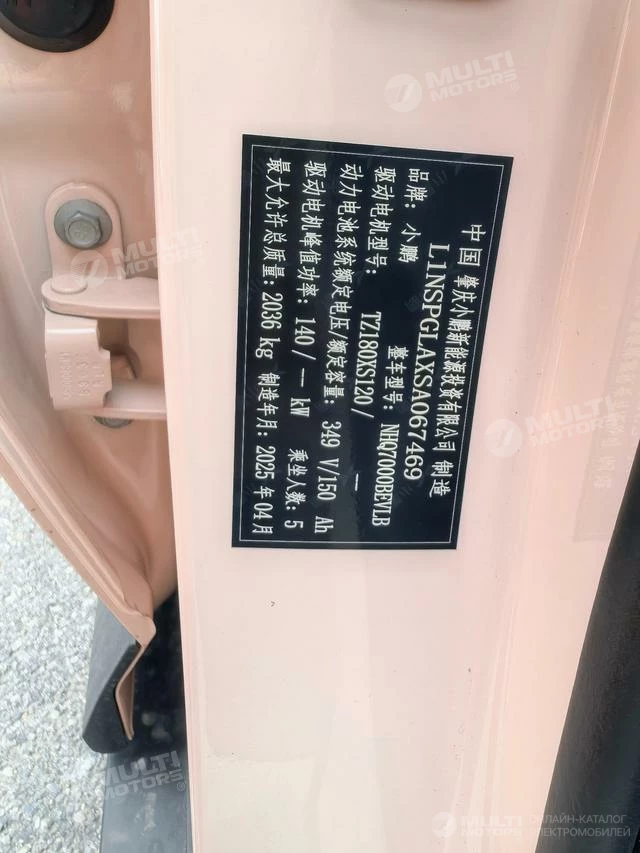 中国 肇庆小鹏新能源投资有限公司 制造
L1NSPGLAXSA067469
品牌: 小鹏 整车型号: NHQ7000BEVLB
驱动电机型号: TZ180XS120/ --
动力电池系统额定电压/额定容量: 349 V/150 Ah
驱动电机峰值功率: 140/ -- kW 乘坐人数: 5
最大允许总质量: 2036 kg 制造年月: 2025 年 04 月
MULTI
MOTORS
MULTI
MOTORS
MULTI
MOTORS
MULTI
MOTORS
MULTI
MOTORS
ОНЛАЙН-КАТАЛОГ
ЭЛЕКТРОМОБИЛЕЙ